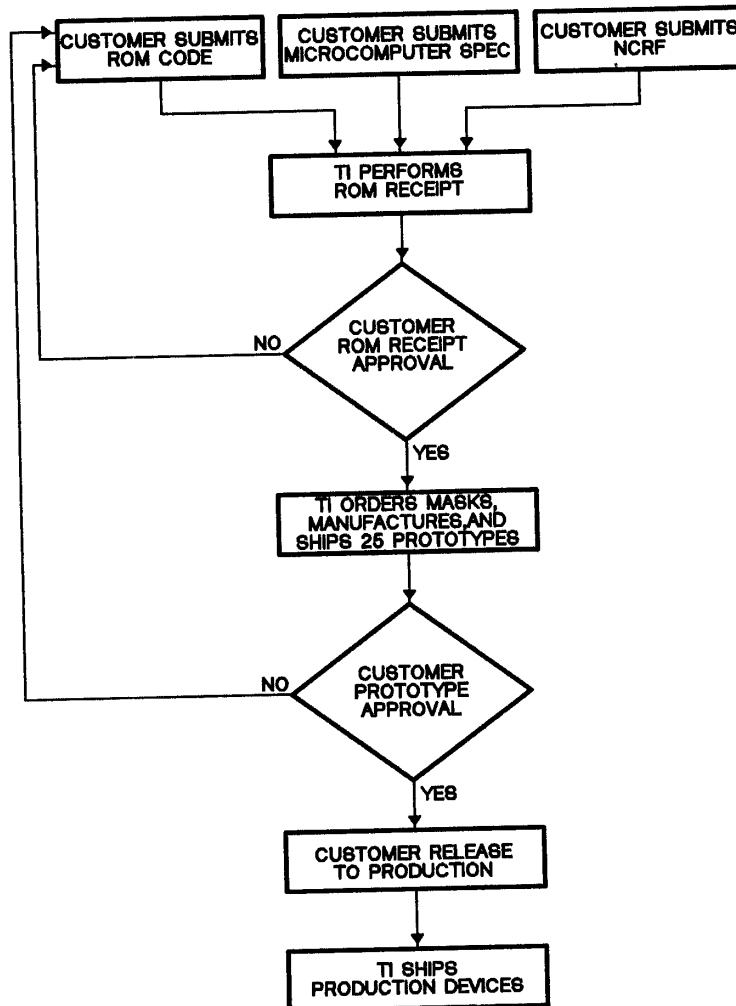 CUSTOMER SUBMITS
ROM CODE
CUSTOMER SUBMITS
MICROCOMPUTER SPEC
CUSTOMER SUBMITS
NCRF
TI PERFORMS
ROM RECEIPT
CUSTOMER
ROM RECEIPT
APPROVAL
NO
YES
TI ORDERS MASKS,
MANUFACTURES,AND
SHIPS 25 PROTOTYPES
CUSTOMER
PROTOTYPE
APPROVAL
NO
YES
CUSTOMER RELEASE
TO PRODUCTION
TI SHIPS
PRODUCTION DEVICES